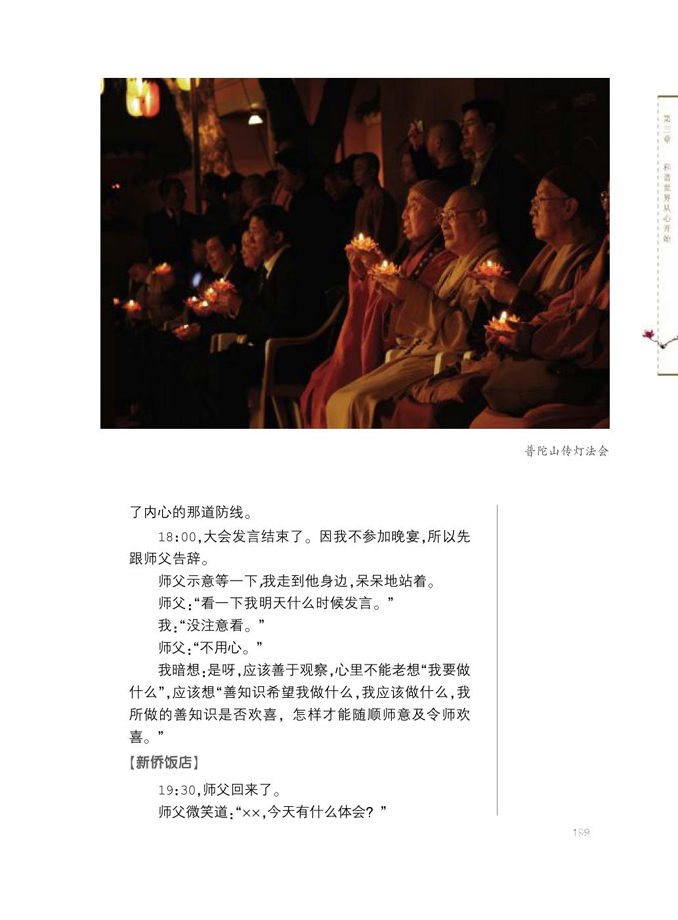 第三章 和谐世界从心开始
普陀山传灯法会
了内心的那道防线。
18:00,大会发言结束了。因我不参加晚宴,所以先
跟师父告辞。
师父示意等一下,我走到他身边,呆呆地站着。
师父:“看一下我明天什么时候发言。”
我:“没注意看。”
师父:“不用心。”
我暗想:是呀,应该善于观察,心里不能老想“我要做
什么”,应该想“善知识希望我做什么,我应该做什么,我
所做的善知识是否欢喜,怎样才能随顺师意及令师欢
喜。”
【新侨饭店】
19:30,师父回来了。
师父微笑道:“××,今天有什么体会?”